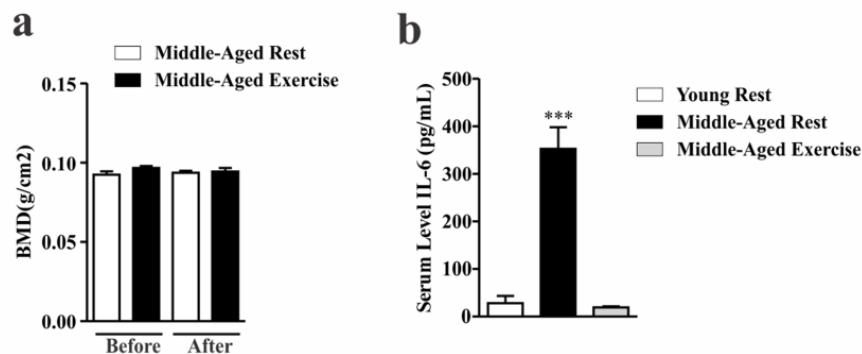 a
Middle-Aged Rest
Middle-Aged Exercise
BMD(g/cm2)
0.15
0.10
0.05
0.00
Before After
b
Young Rest
Middle-Aged Rest
Middle-Aged Exercise
Serum Level IL-6 (pg/mL)
500
400
300
200
100
0
***